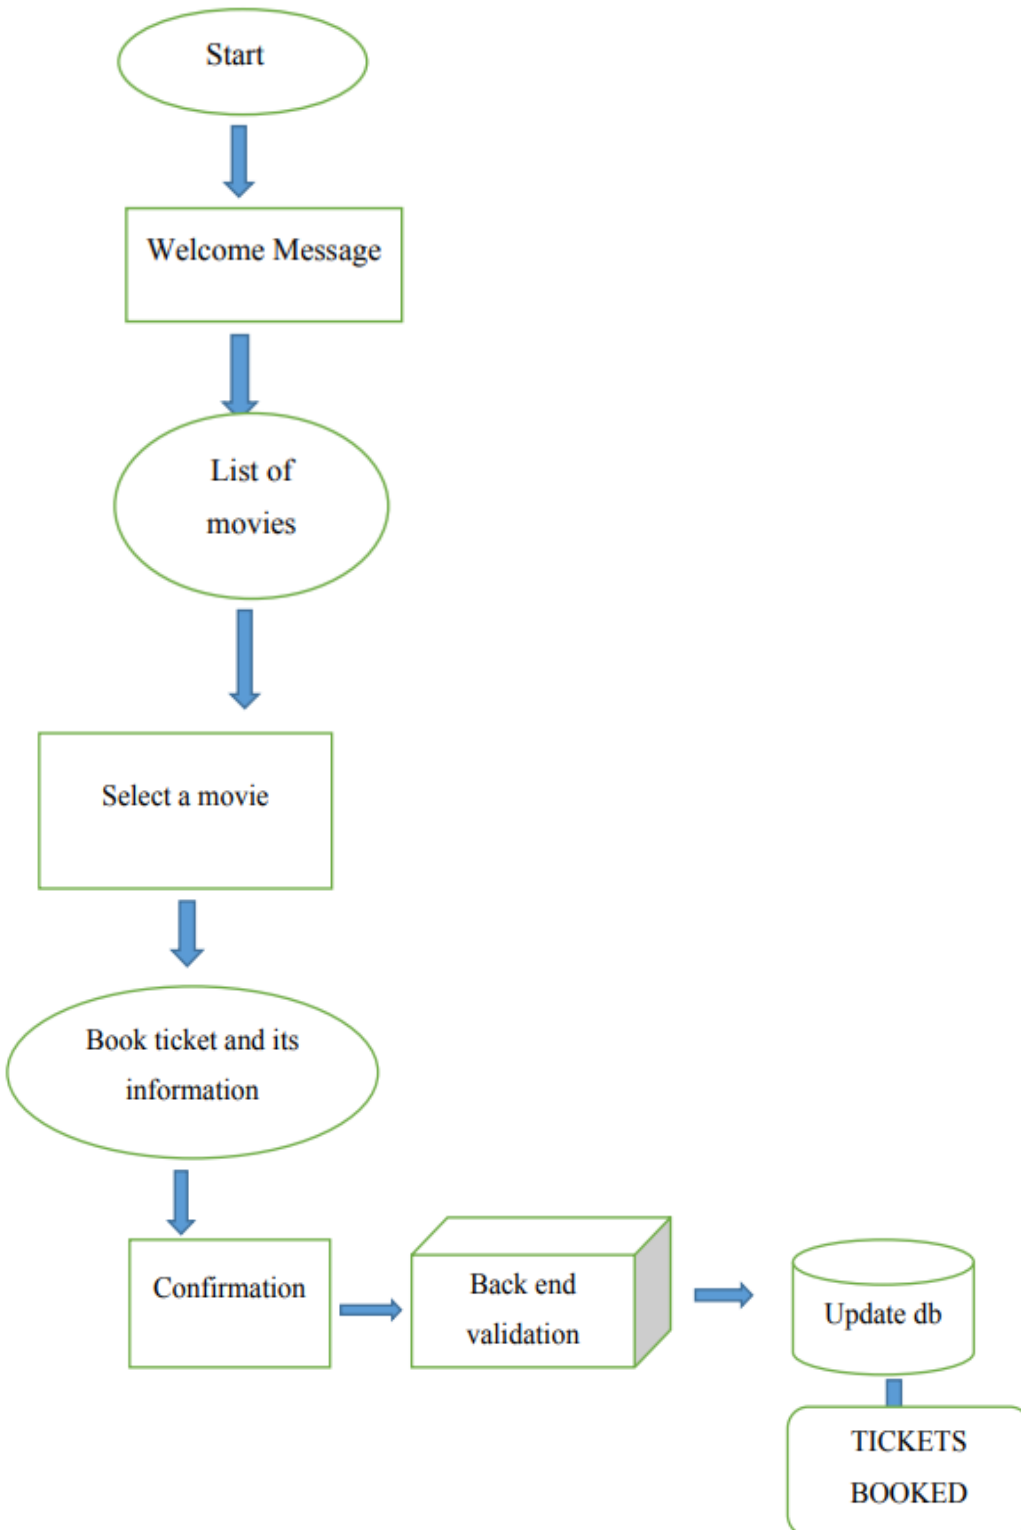 Start
Welcome Message
List of
movies
Select a movie
Book ticket and its
information
Confirmation
Back end
validation
Update db
TICKETS
BOOKED